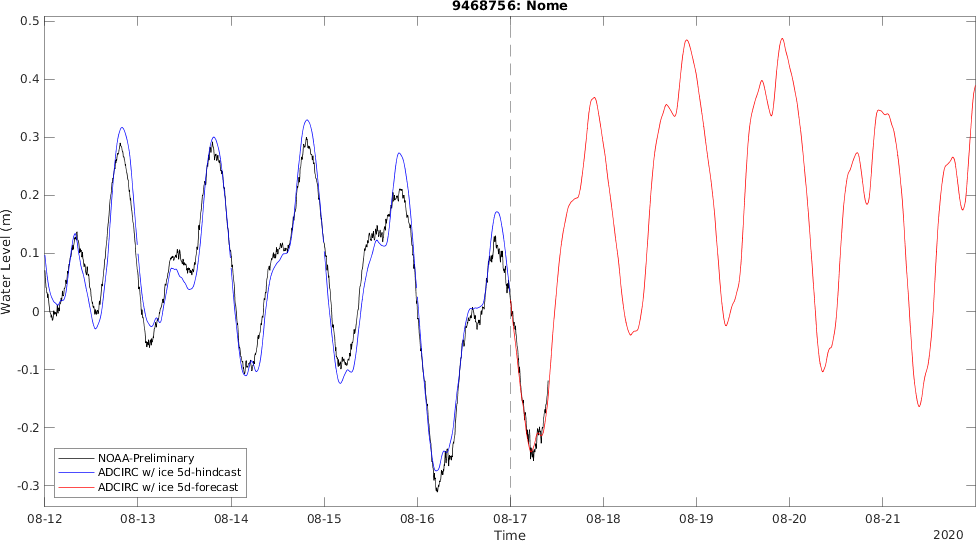 9468756: Nome
0.5
0.4
0.3
0.2
0.1
0
-0.1
-0.2
-0.3
Water Level (m)
NOAA-Preliminary
ADCIRC w/ ice 5d-hindcast
ADCIRC w/ ice 5d-forecast
08-12 08-13 08-14 08-15 08-16 08-17 08-18 08-19 08-20 08-21
Time
2020